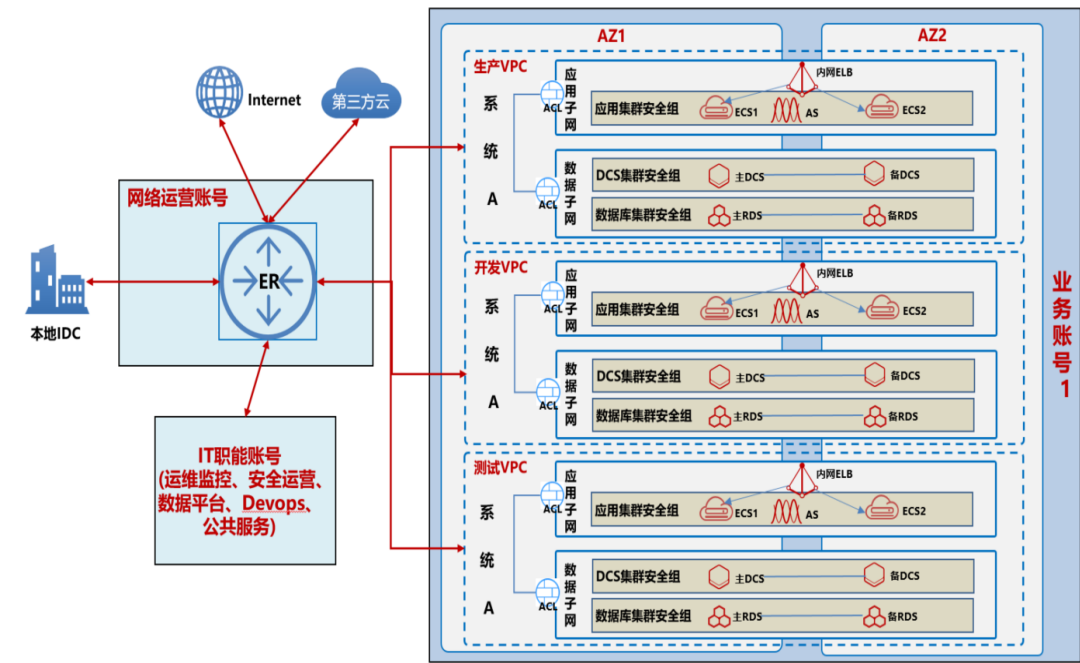 Internet
第三方云
网络运营账号
ER
本地IDC
IT职能账号
(运维监控、安全运营、
数据平台、Devops、
公共服务)
AZ1
AZ2
业务账号1
生产VPC
系统A
ACL
应用子网
内网ELB
应用集群安全组
ECS1
AS
ECS2
ACL
数据子网
DCS集群安全组
主DCS
备DCS
数据库集群安全组
主RDS
备RDS
开发VPC
系统A
ACL
应用子网
内网ELB
应用集群安全组
ECS1
AS
ECS2
ACL
数据子网
DCS集群安全组
主DCS
备DCS
数据库集群安全组
主RDS
备RDS
测试VPC
系统A
ACL
应用子网
内网ELB
应用集群安全组
ECS1
AS
ECS2
ACL
数据子网
DCS集群安全组
主DCS
备DCS
数据库集群安全组
主RDS
备RDS